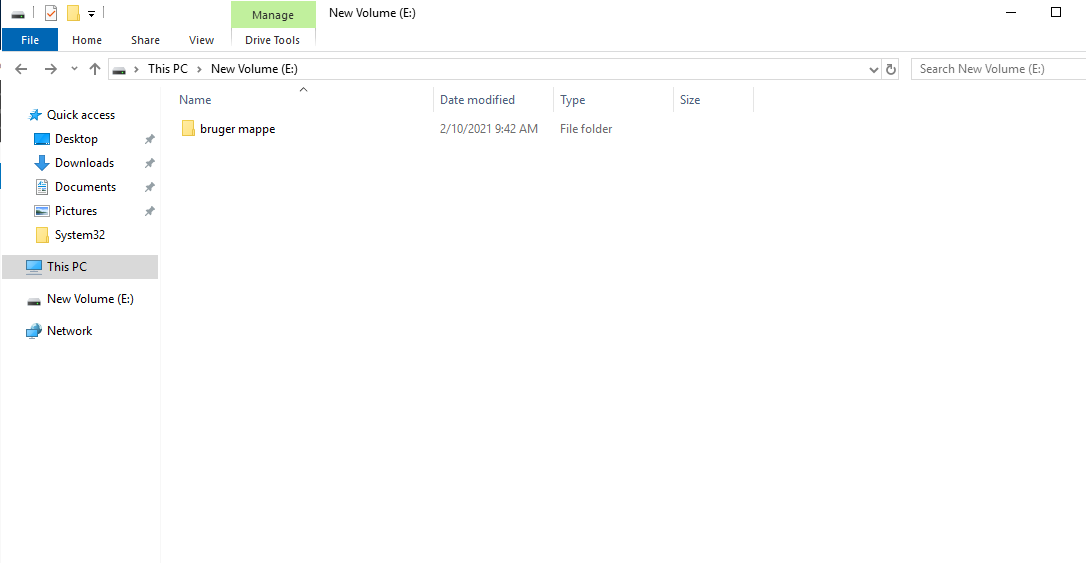 Manage
New Volume (E:)
File
Home
Share
View
Drive Tools
This PC > New Volume (E:)
Search New Volume (E:)
Name
Date modified
Type
Size
bruger mappe
2/10/2021 9:42 AM
File folder
Quick access
Desktop
Downloads
Documents
Pictures
System32
This PC
New Volume (E:)
Network